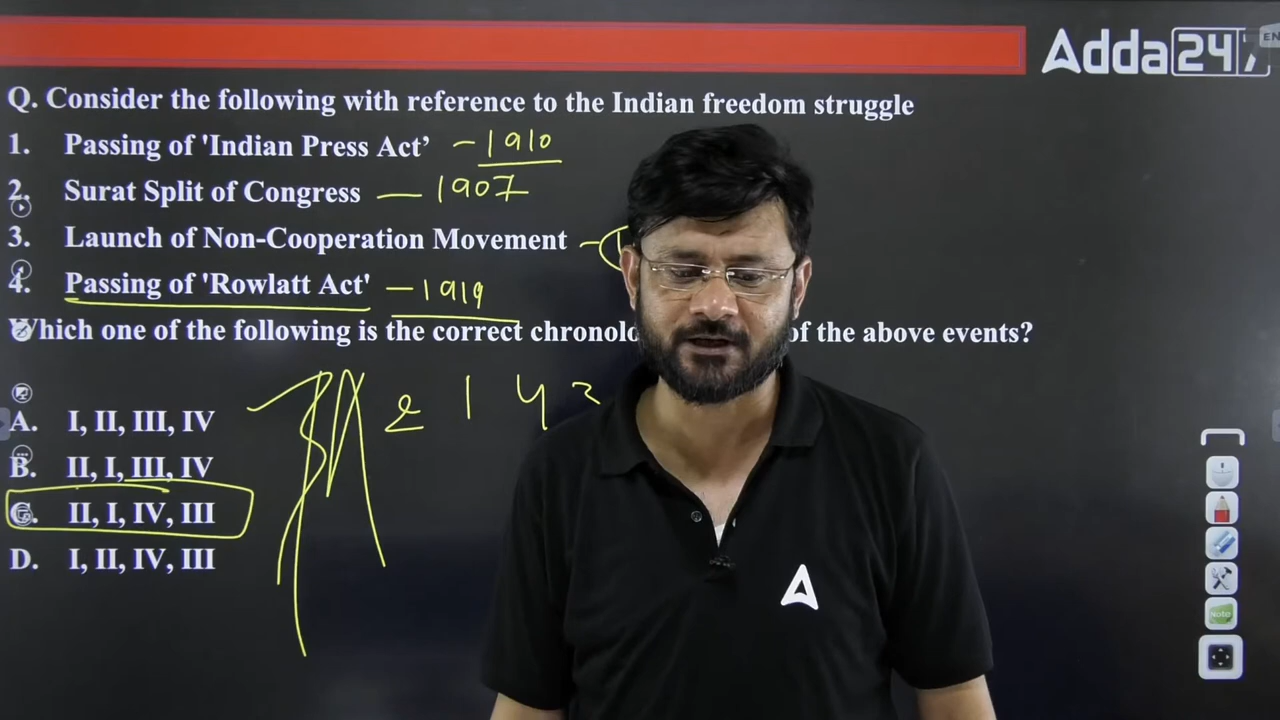 Adda247
EN
Q. Consider the following with reference to the Indian freedom struggle
1. Passing of 'Indian Press Act’ – 1910
2. Surat Split of Congress — 1907
3. Launch of Non-Cooperation Movement –
4. Passing of 'Rowlatt Act' – 1919
Which one of the following is the correct of the above events?
2 1 4 3
A. I, II, III, IV
B. II, I, III, IV
C. II, I, IV, III
D. I, II, IV, III
Note